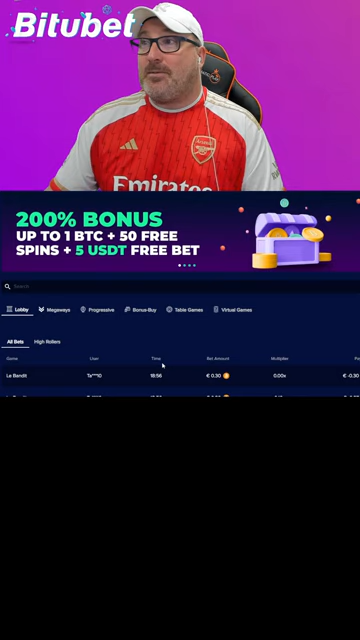 Bitubet
Arsenal
Emirates
200% BONUS
UP TO 1 BTC + 50 FREE
SPINS + 5 USDT FREE BET
Search
Lobby Megaways Progressive Bonus-Buy Table Games Virtual Games
All Bets High Rollers
Game User Time Bet Amount Multiplier
Le Bandit Te***10 18:56 € 0.30 0.00x € -0.30